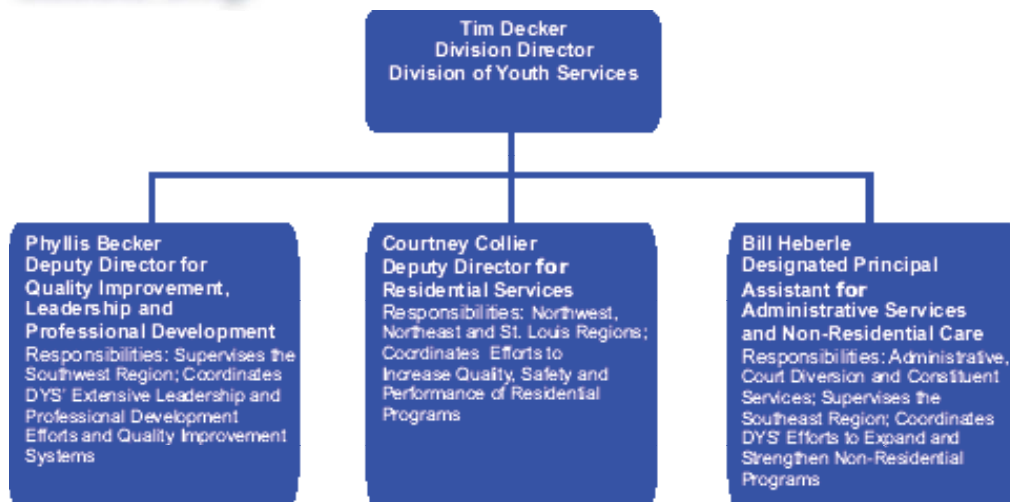 Tim Decker
Division Director
Division of Youth Services
Phyllis Becker
Deputy Director for
Quality Improvement,
Leadership and
Professional Development
Responsibilities: Supervises the
Southwest Region; Coordinates
DYS' Extensive Leadership and
Professional Development
Efforts and Quality Improvement
Systems
Courtney Collier
Deputy Director for
Residential Services
Responsibilities: Northwest,
Northeast and St. Louis Regions;
Coordinates Efforts to
Increase Quality, Safety and
Performance of Residential
Programs
Bill Heberle
Designated Principal
Assistant for
Administrative Services
and Non-Residential Care
Responsibilities: Administrative,
Court Diversion and Constituent
Services; Supervises the
Southeast Region; Coordinates
DYS' Efforts to Expand and
Strengthen Non-Residential
Programs